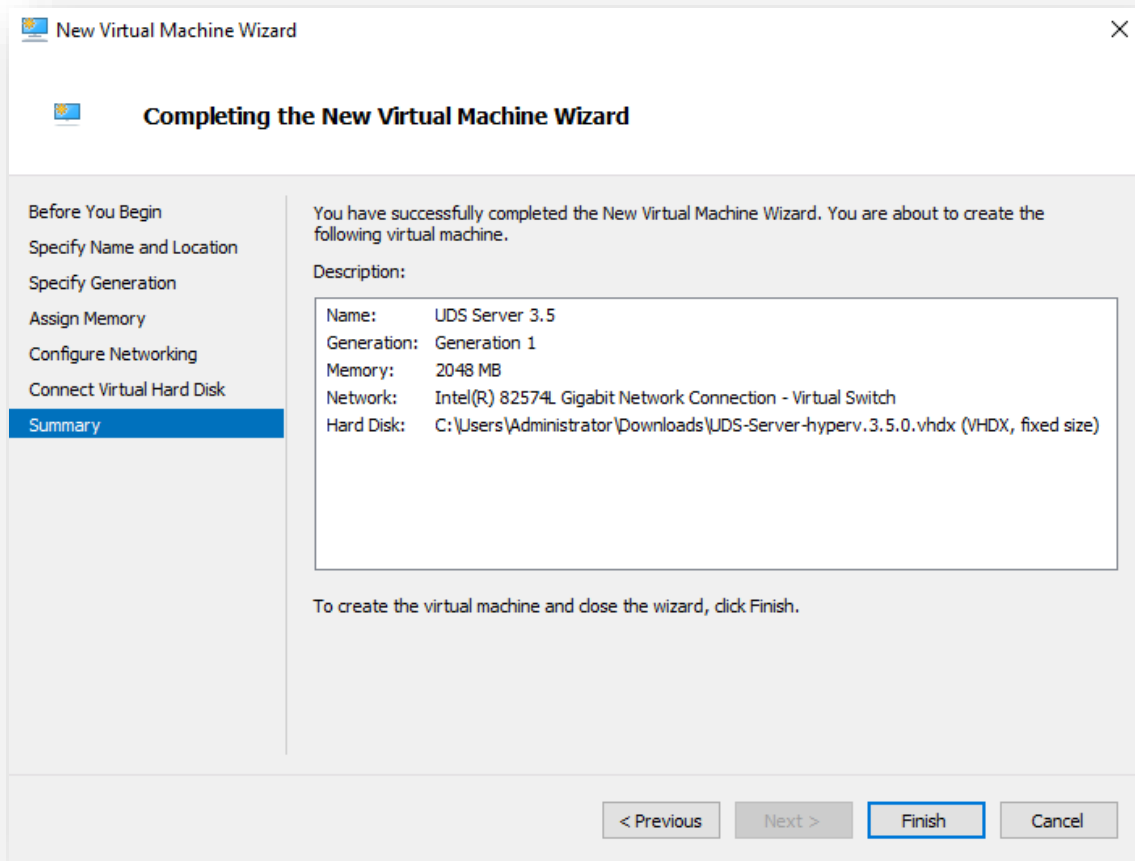 New Virtual Machine Wizard
Completing the New Virtual Machine Wizard
Before You Begin
Specify Name and Location
Specify Generation
Assign Memory
Configure Networking
Connect Virtual Hard Disk
Summary
You have successfully completed the New Virtual Machine Wizard. You are about to create the
following virtual machine.
Description:
Name: UDS Server 3.5
Generation: Generation 1
Memory: 2048 MB
Network: Intel(R) 82574L Gigabit Network Connection - Virtual Switch
Hard Disk: C:\Users\Administrator\Downloads\UDS-Server-hyperv.3.5.0.vhdx (VHDX, fixed size)
To create the virtual machine and close the wizard, click Finish.
< Previous
Next >
Finish
Cancel